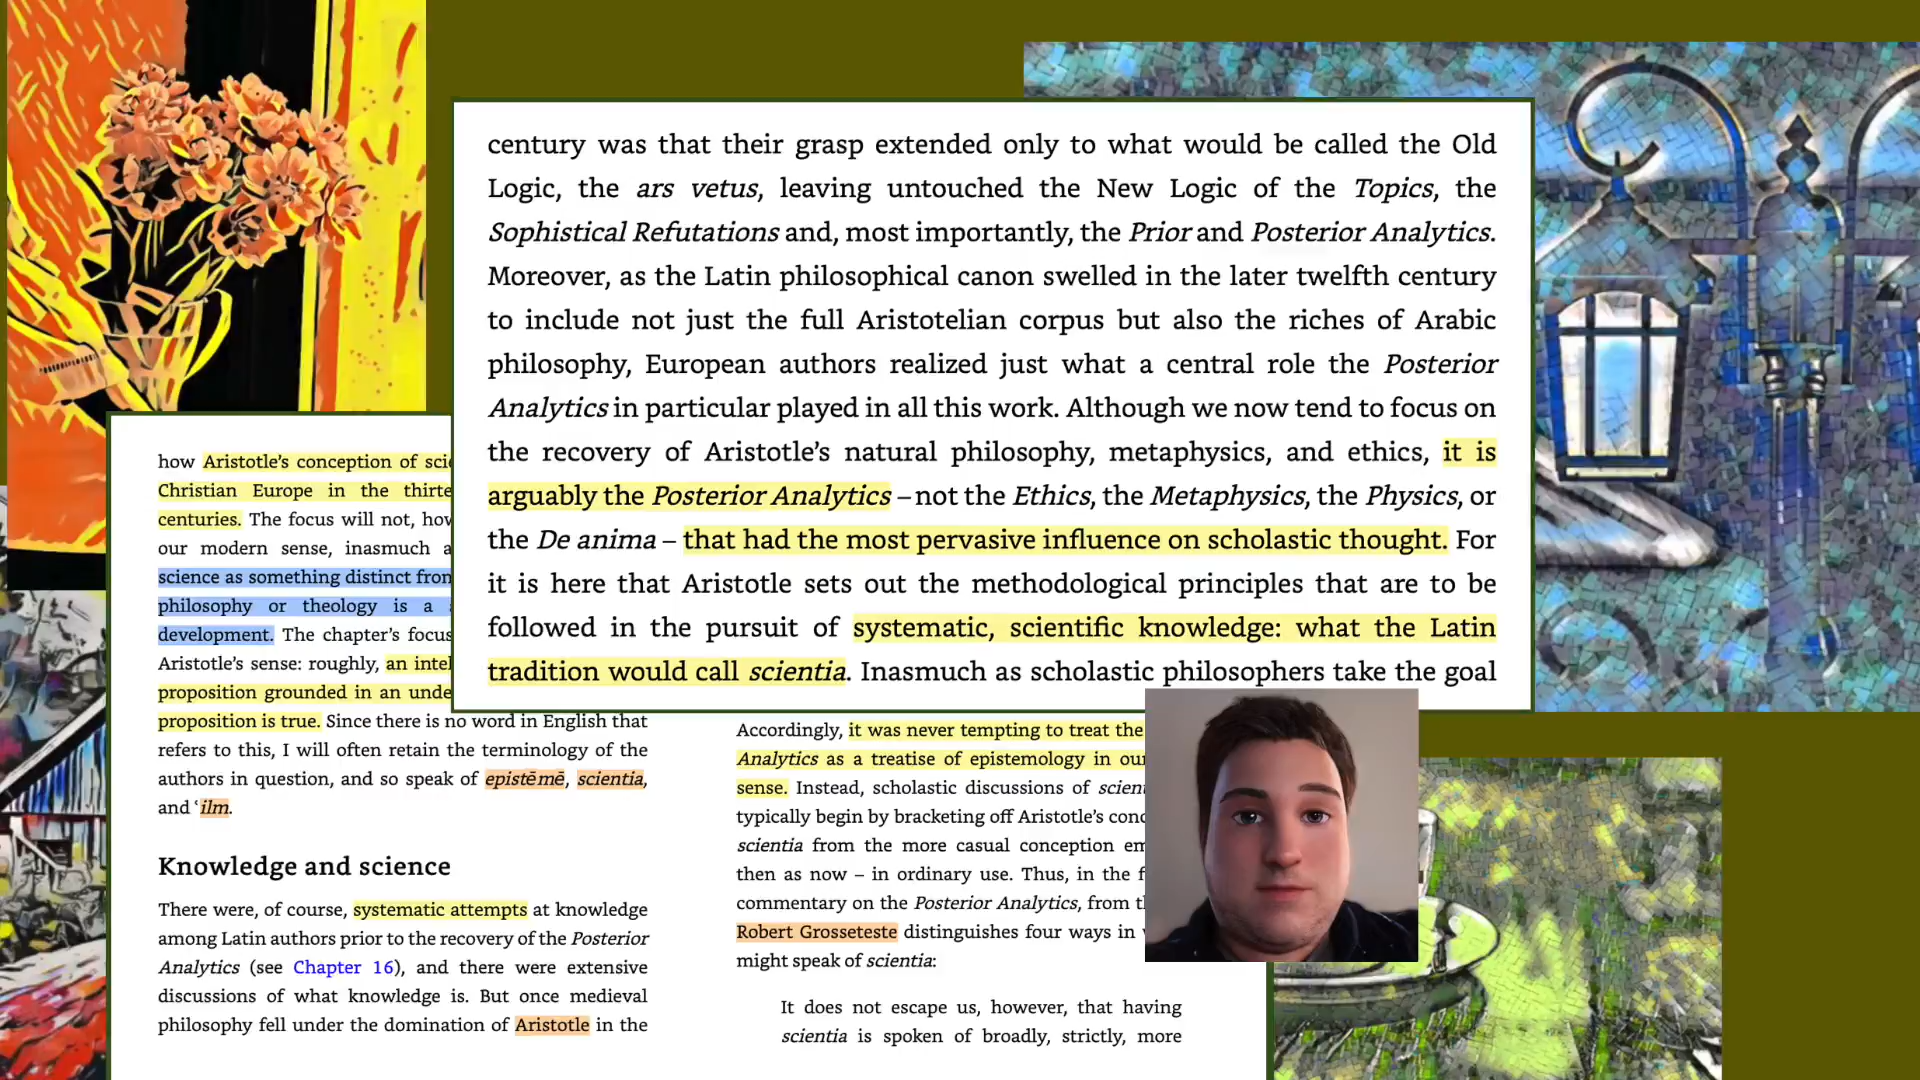 century was that their grasp extended only to what would be called the Old
Logic, the ars vetus, leaving untouched the New Logic of the Topics, the
Sophistical Refutations and, most importantly, the Prior and Posterior Analytics.
Moreover, as the Latin philosophical canon swelled in the later twelfth century
to include not just the full Aristotelian corpus but also the riches of Arabic
philosophy, European authors realized just what a central role the Posterior
Analytics in particular played in all this work. Although we now tend to focus on
the recovery of Aristotle’s natural philosophy, metaphysics, and ethics, it is
arguably the Posterior Analytics – not the Ethics, the Metaphysics, the Physics, or
the De anima – that had the most pervasive influence on scholastic thought. For
it is here that Aristotle sets out the methodological principles that are to be
followed in the pursuit of systematic, scientific knowledge: what the Latin
tradition would call scientia. Inasmuch as scholastic philosophers take the goal
how Aristotle’s conception of
Christian Europe in the
centuries. The focus will not,
our modern sense, inasmuch
science as something distinct
philosophy or theology is a
development. The chapter’s focus
Aristotle’s sense: roughly, an
proposition grounded in an
proposition is true. Since there is no word in English that
refers to this, I will often retain the terminology of the
authors in question, and so speak of epistēmē, scientia,
and ʿilm.
Knowledge and science
There were, of course, systematic attempts at knowledge
among Latin authors prior to the recovery of the Posterior
Analytics (see Chapter 16), and there were extensive
discussions of what knowledge is. But once medieval
philosophy fell under the domination of Aristotle in the
Accordingly, it was never tempting to treat the
Analytics as a treatise of epistemology in
sense. Instead, scholastic discussions of
typically begin by bracketing off Aristotle’s
scientia from the more casual conception
then as now – in ordinary use. Thus, in the
commentary on the Posterior Analytics, from
Robert Grosseteste distinguishes four ways in
might speak of scientia:
It does not escape us, however, that having
scientia is spoken of broadly, strictly, more